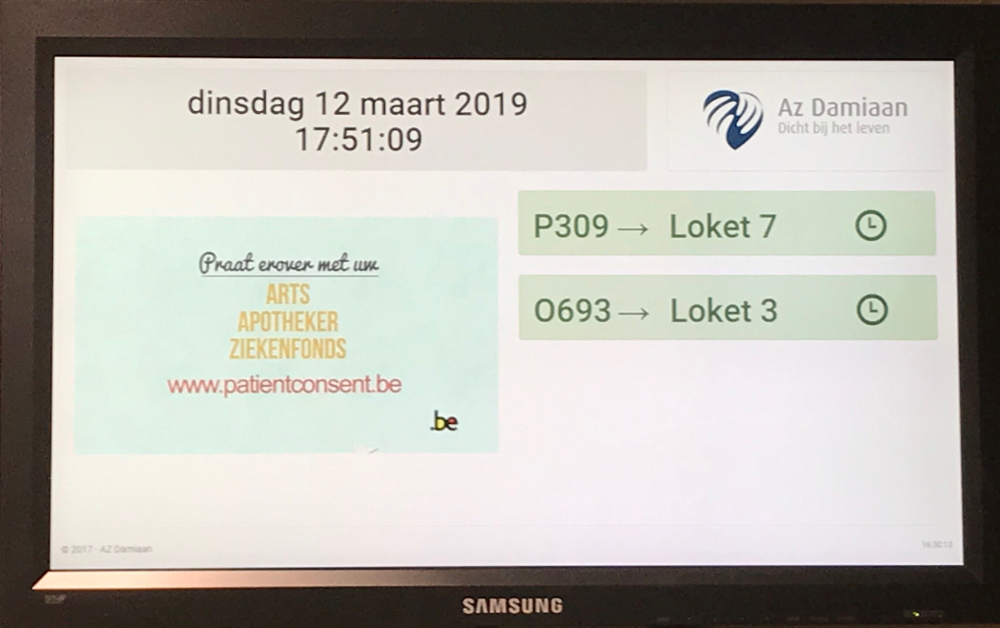 dinsdag 12 maart 2019
17:51:09
Az Damiaan
Dicht bij het leven
P309 → Loket 7
O693 → Loket 3
Praat erover met uw
ARTS
APOTHEKER
ZIEKENFONDS
www.patientconsent.be
.be
© 2017 - AZ Damiaan
16:30:13
SAMSUNG